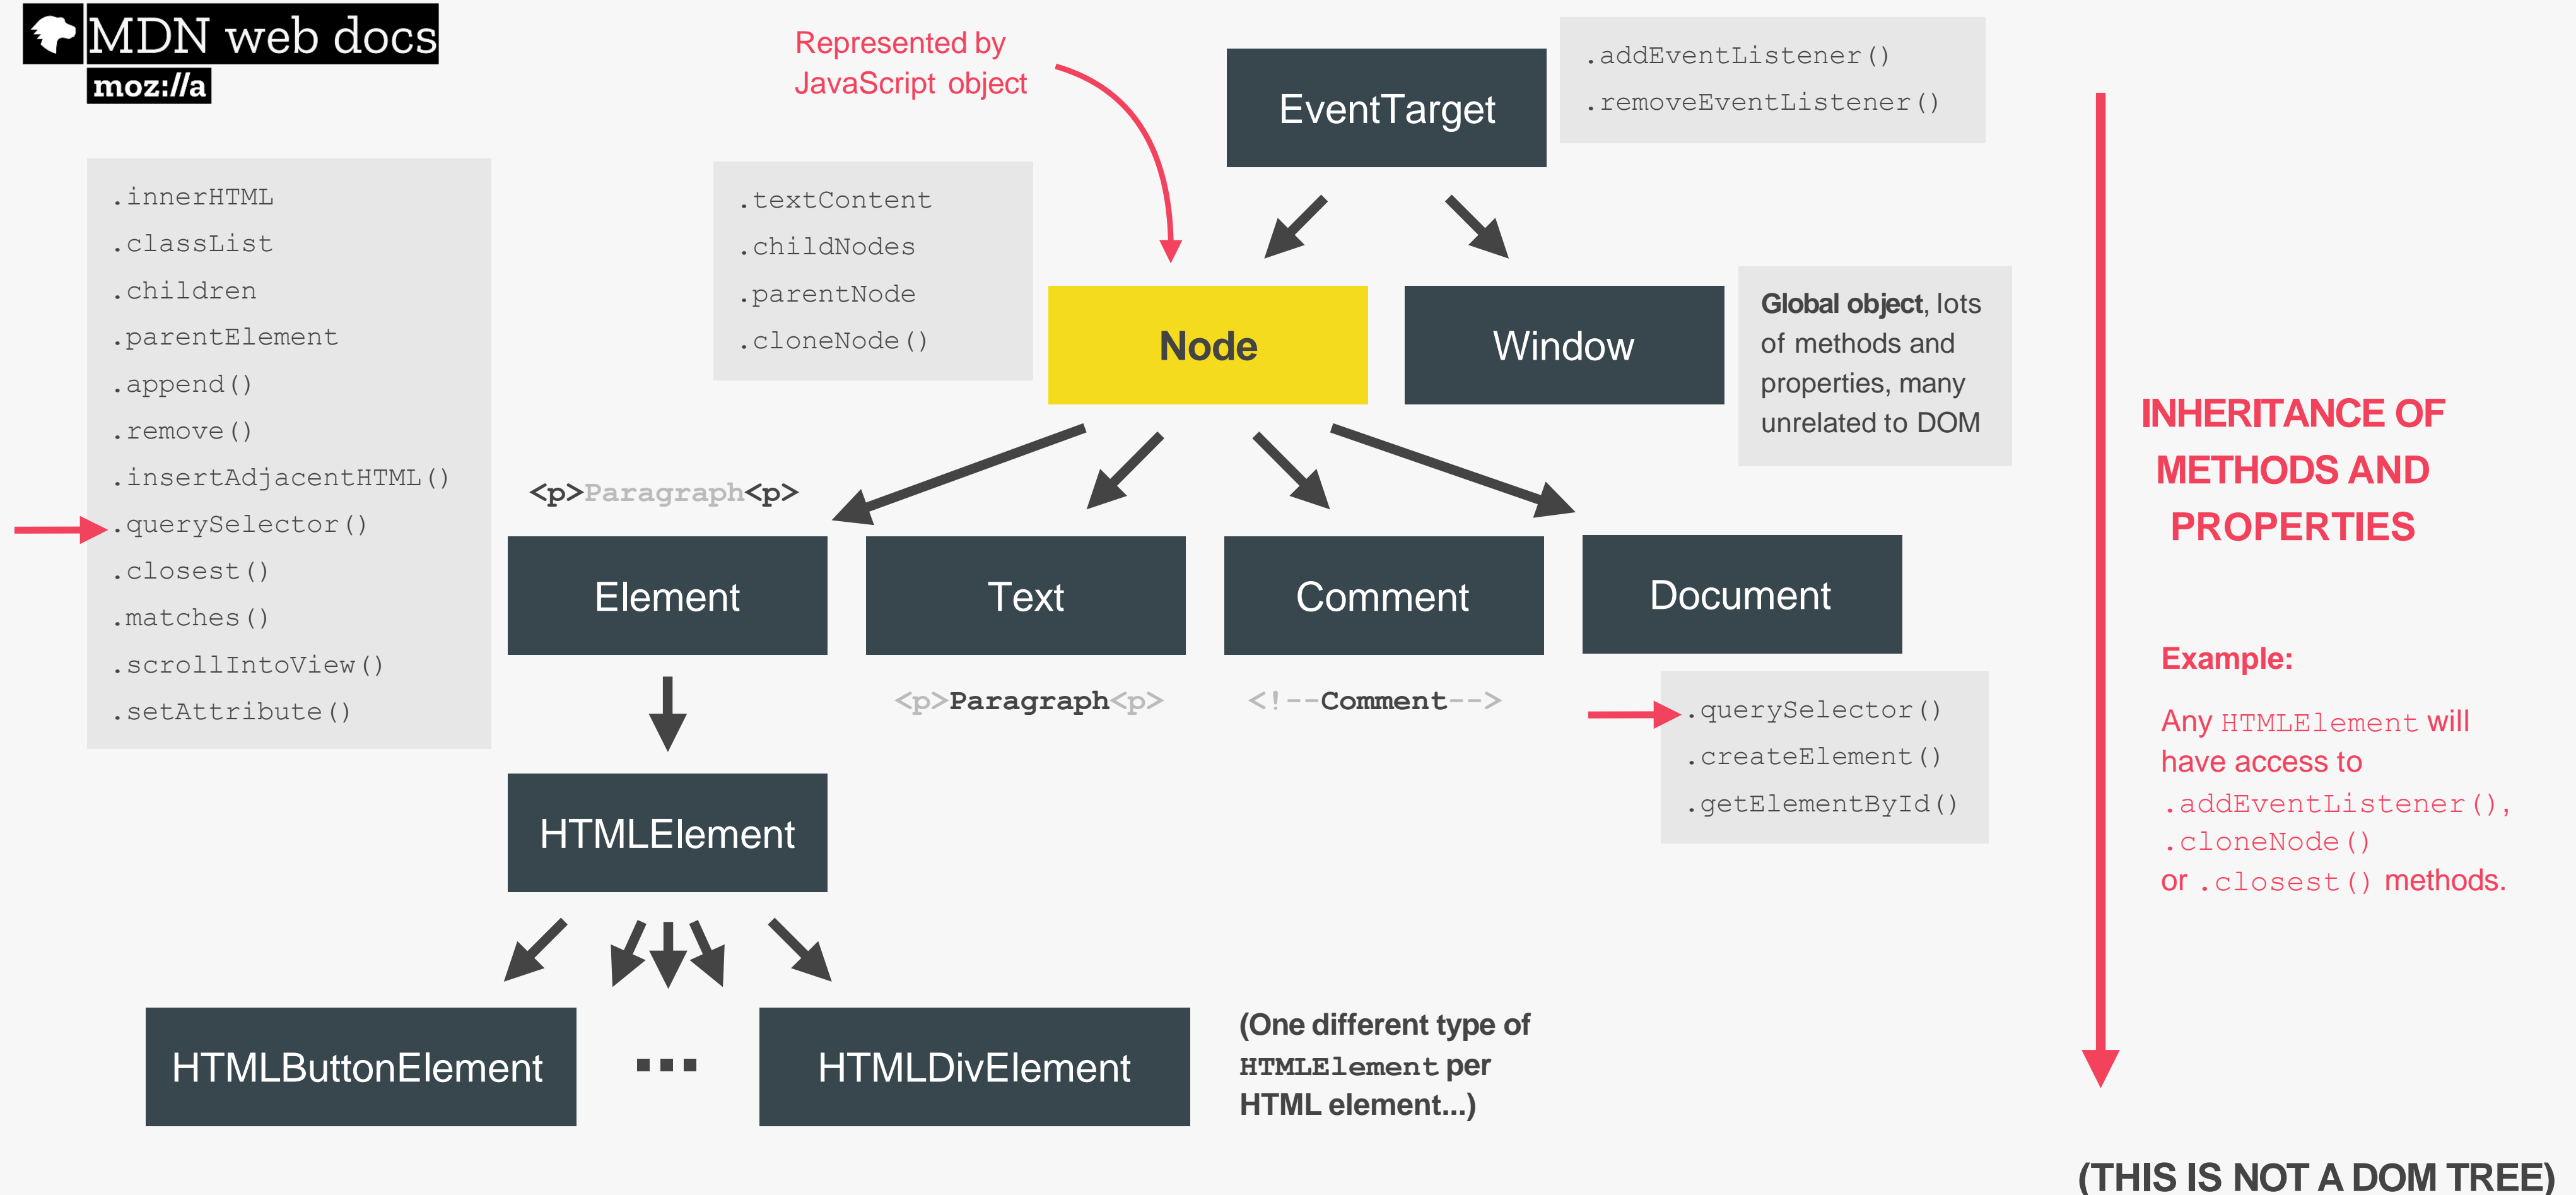 MDN web docs
moz://a
Represented by
JavaScript object
EventTarget
.addEventListener()
.removeEventListener()
.innerHTML
.classList
.children
.parentElement
.append()
.remove()
.insertAdjacentHTML()
.querySelector()
.closest()
.matches()
.scrollIntoView()
.setAttribute()
.textContent
.childNodes
.parentNode
.cloneNode()
Node
Window
Global object, lots
of methods and
properties, many
unrelated to DOM
<p>Paragraph<p>
Element
Text
Comment
Document
<p>Paragraph<p>
<!--Comment-->
.querySelector()
.createElement()
.getElementById()
HTMLElement
HTMLButtonElement
...
HTMLDivElement
(One different type of
HTMLElement per
HTML element...)
INHERITANCE OF
METHODS AND
PROPERTIES
Example:
Any HTMLElement will
have access to
.addEventListener(),
.cloneNode()
or .closest() methods.
(THIS IS NOT A DOM TREE)